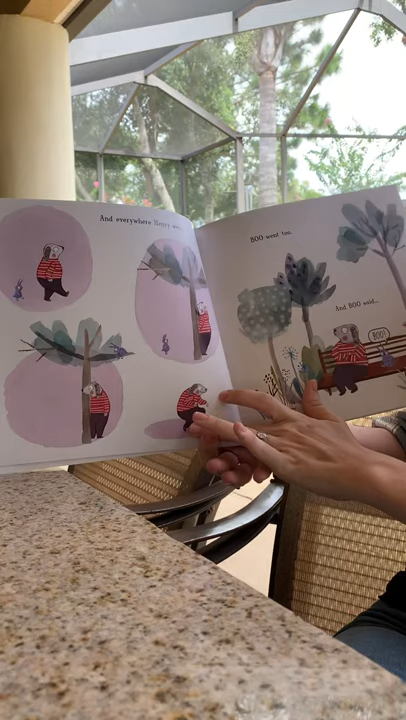 And everywhere Henry went,
BOO went too.
And BOO said...
BOO!